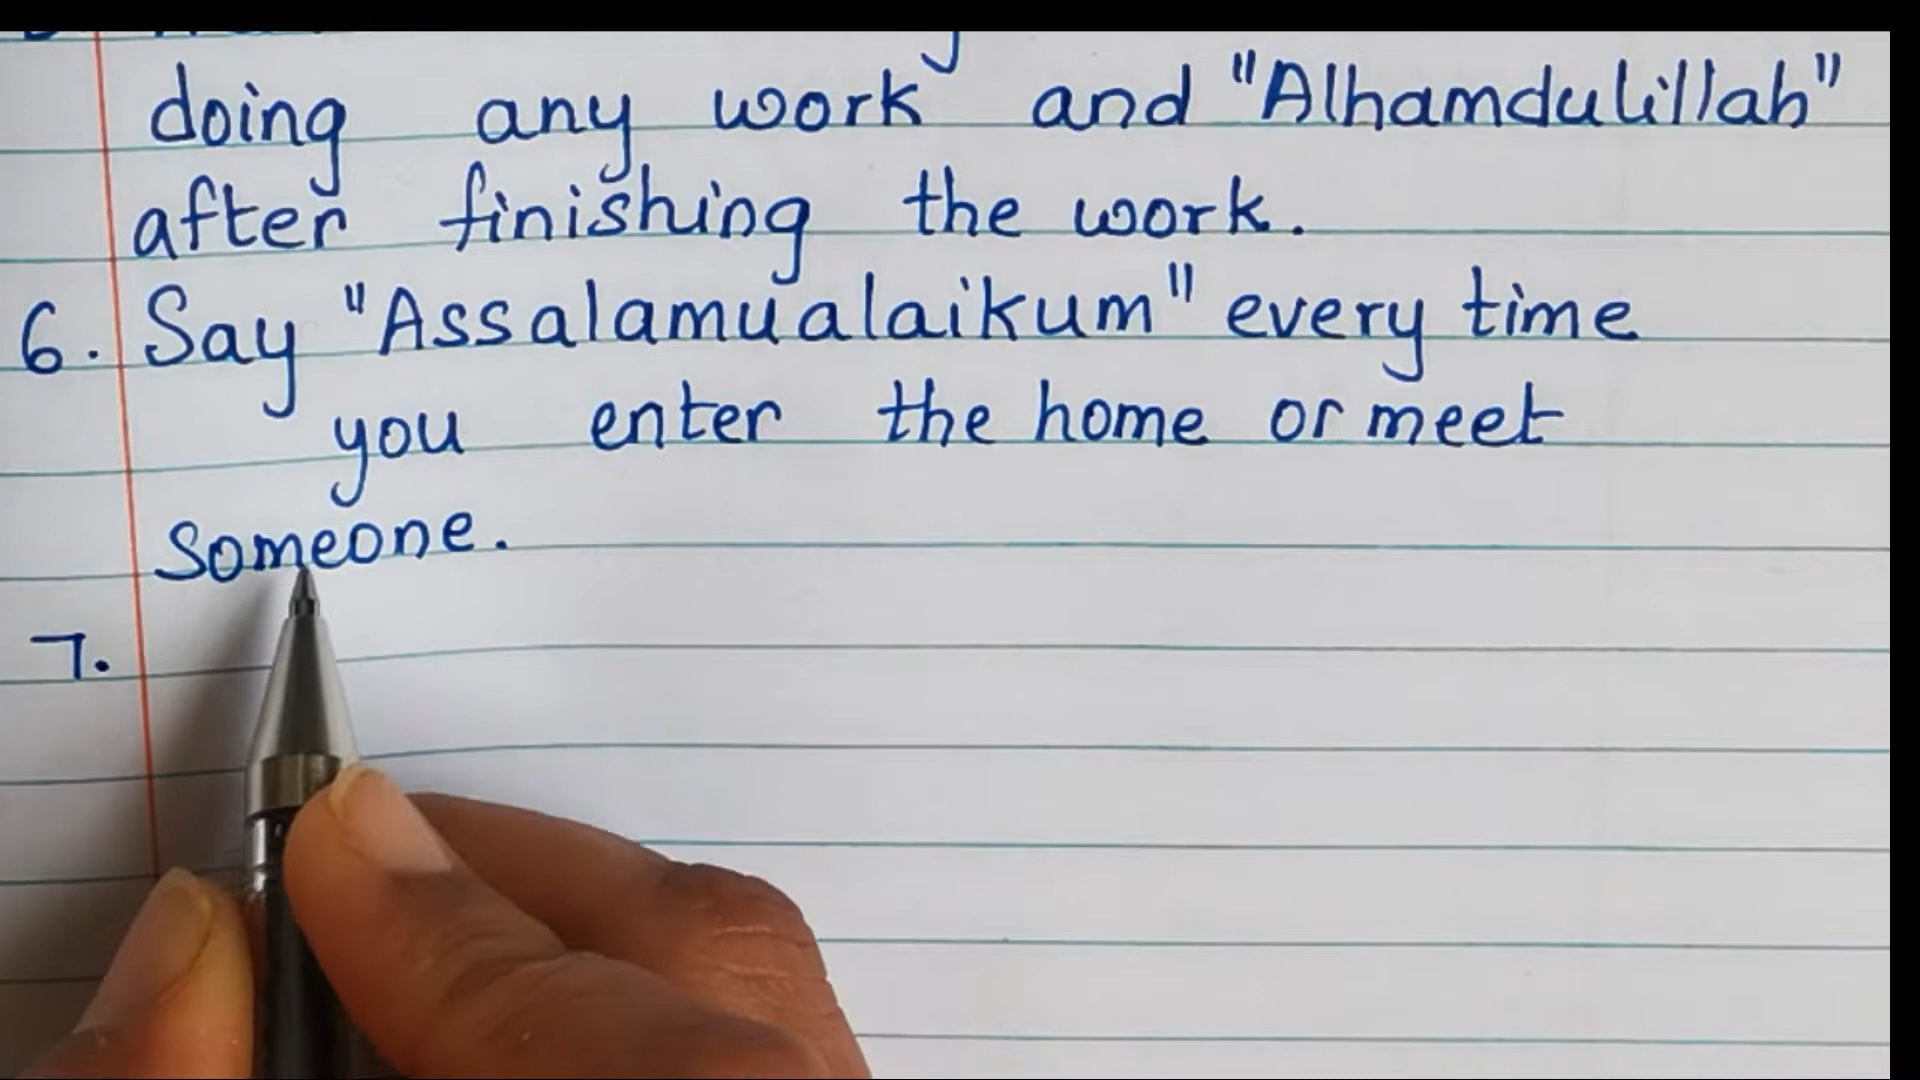 doing any work and "Alhamdulillah"
after finishing the work.
6. Say "Assalamualaikum" every time
you enter the home or meet
Someone.
7.